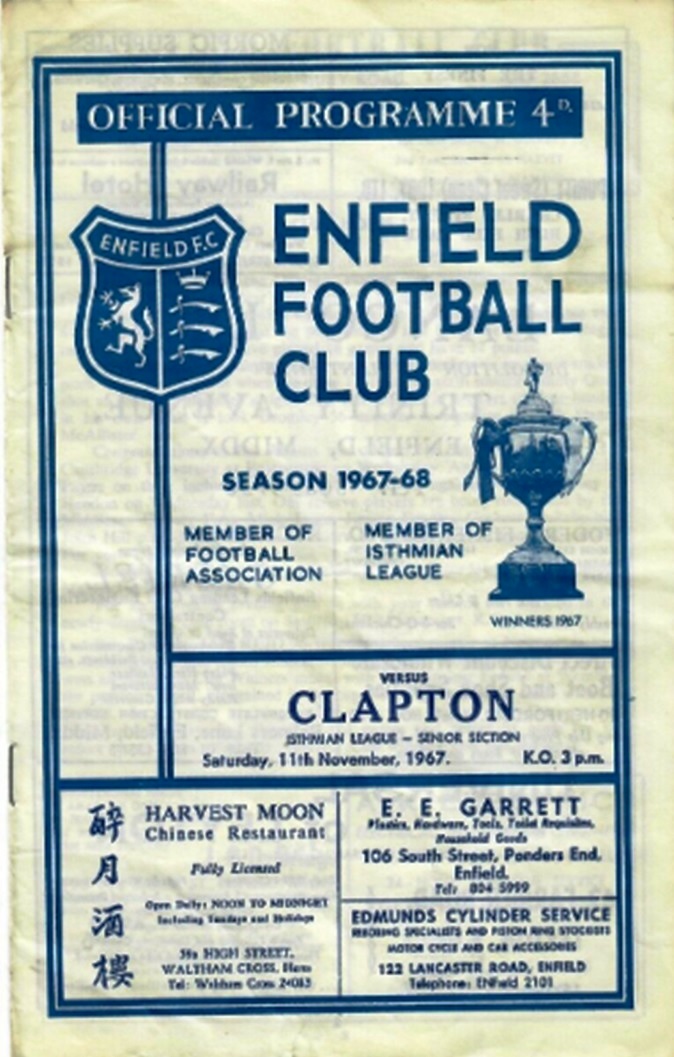 OFFICIAL PROGRAMME 4D.
ENFIELD F.C
ENFIELD
FOOTBALL
CLUB
SEASON 1967-68
MEMBER OF
FOOTBALL
ASSOCIATION
MEMBER OF
ISTHMIAN
LEAGUE
WINNERS 1967
VERSUS
CLAPTON
ISTHMIAN LEAGUE – SENIOR SECTION
Saturday, 11th November, 1967.
K.O. 3 p.m.
醉月酒樓
HARVEST MOON
Chinese Restaurant
Fully Licensed
Open Daily: NOON TO MIDNIGHT
Including Sundays and Holidays
HIGH STREET,
WALTHAM CROSS, Herts
Tel: Waltham Cross
E. E. GARRETT
Plastics, Hardware, Tools, Toilet Requisites,
Household Goods
106 South Street, Ponders End,
Enfield.
Tel: 804 5999
EDMUNDS CYLINDER SERVICE
REBORING SPECIALISTS AND PISTON RING STOCKISTS
MOTOR CYCLE AND CAR ACCESSORIES
122 LANCASTER ROAD, ENFIELD
Telephone: ENfield 2101